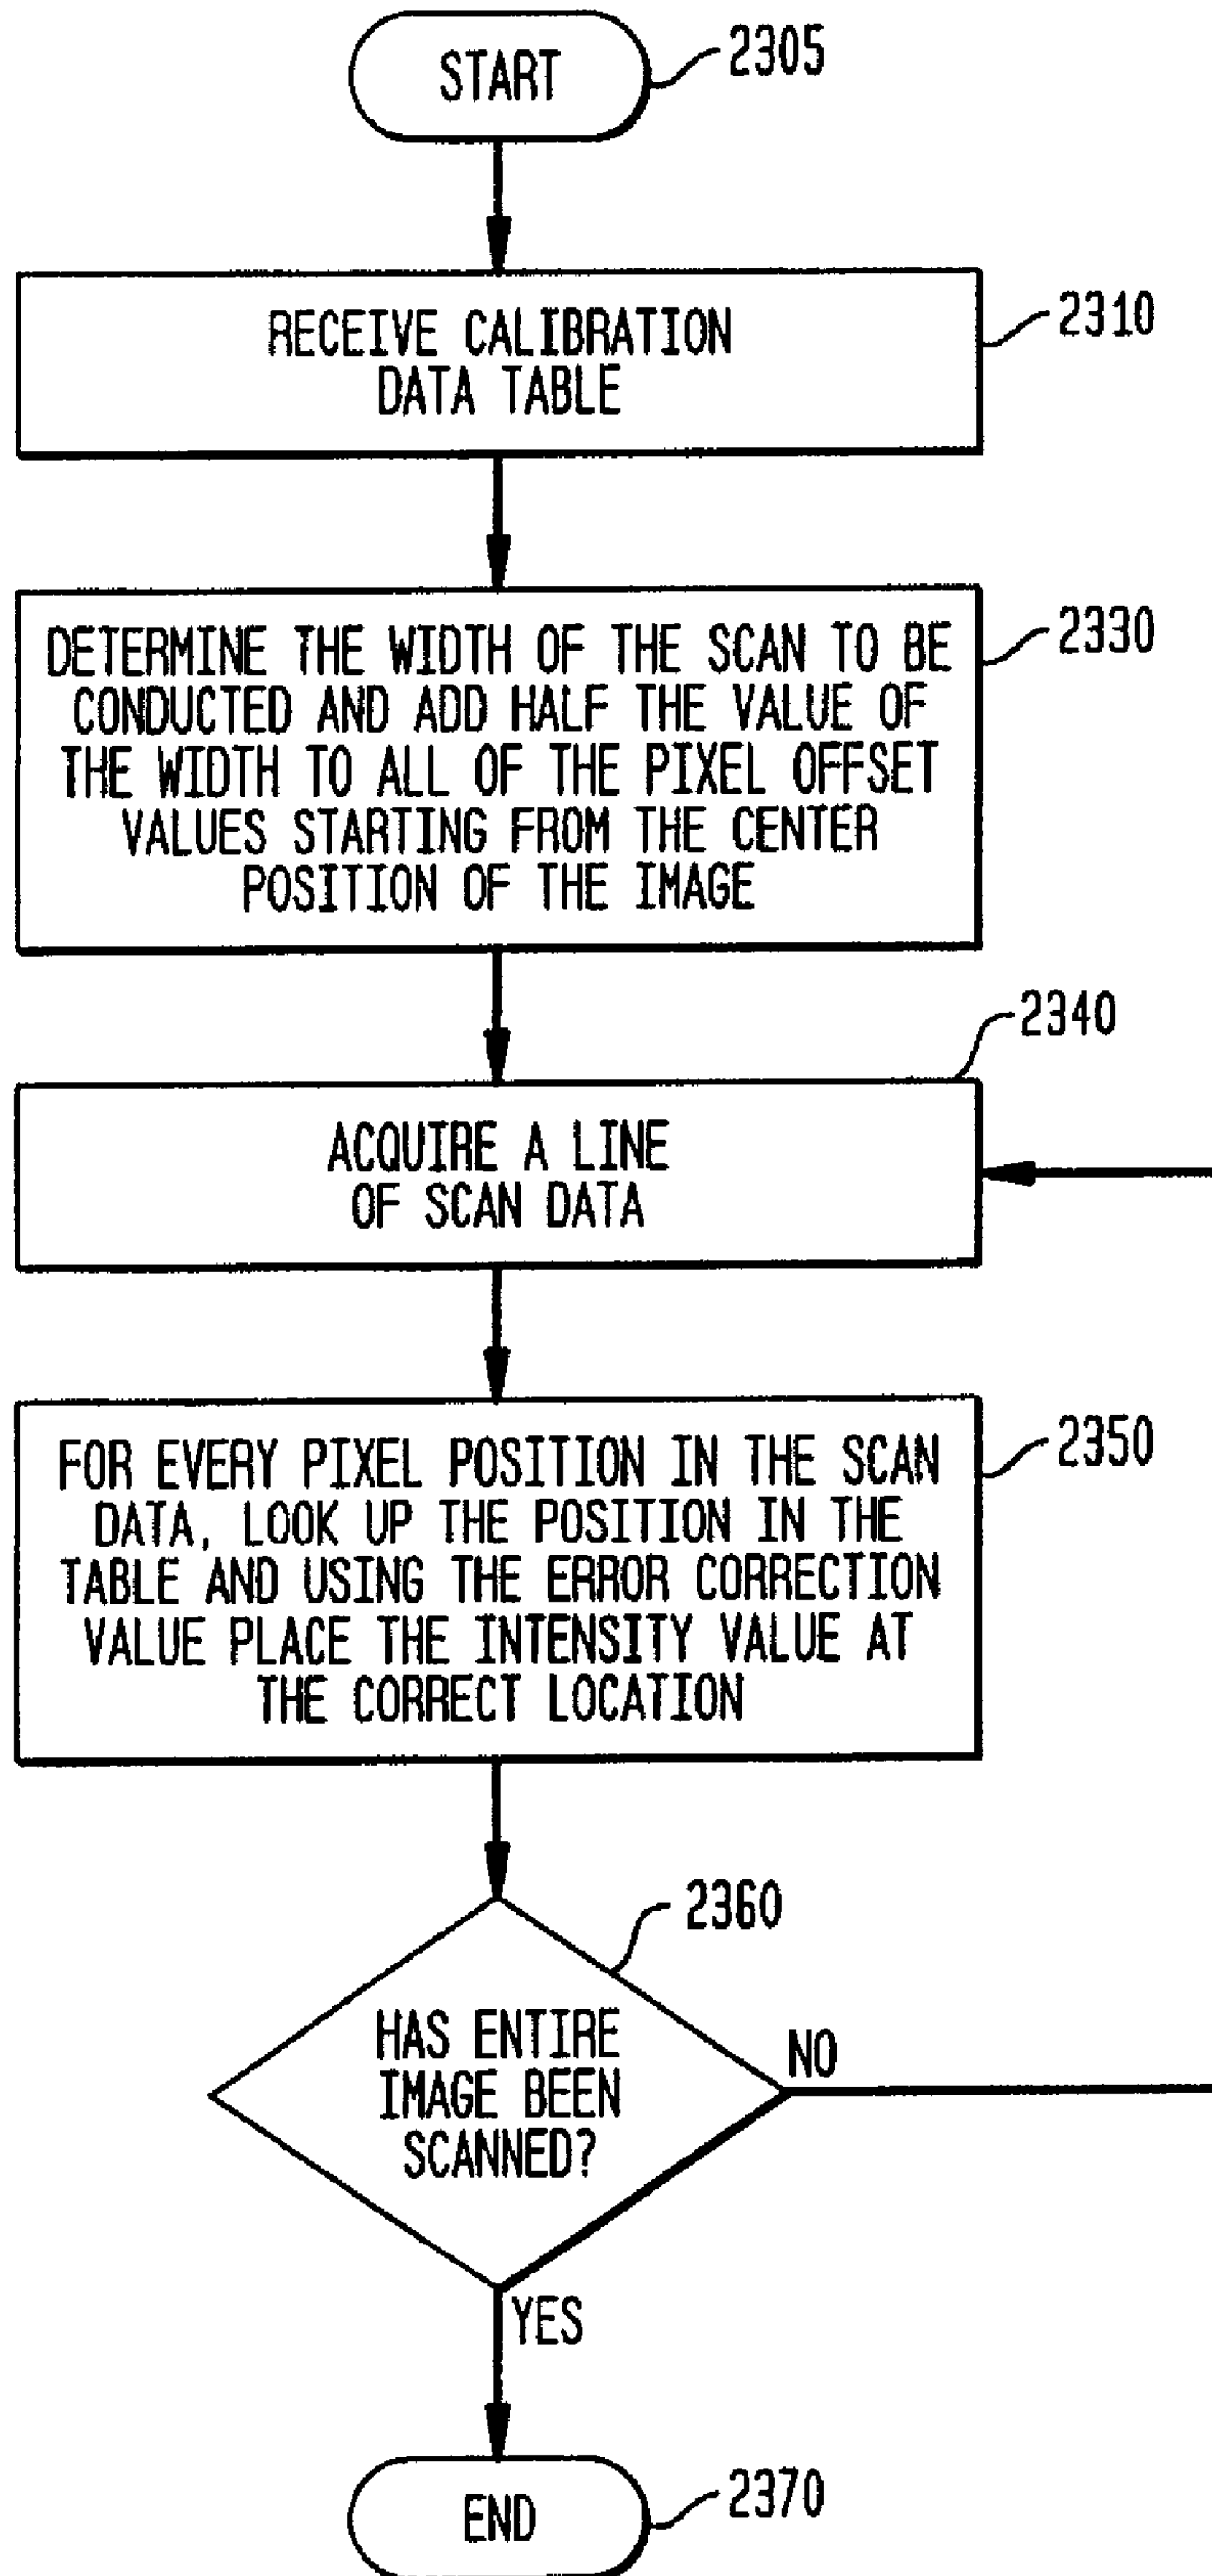 START
2305
RECEIVE CALIBRATION
DATA TABLE
2310
DETERMINE THE WIDTH OF THE SCAN TO BE
CONDUCTED AND ADD HALF THE VALUE OF
THE WIDTH TO ALL OF THE PIXEL OFFSET
VALUES STARTING FROM THE CENTER
POSITION OF THE IMAGE
2330
2340
ACQUIRE A LINE
OF SCAN DATA
FOR EVERY PIXEL POSITION IN THE SCAN
DATA, LOOK UP THE POSITION IN THE
TABLE AND USING THE ERROR CORRECTION
VALUE PLACE THE INTENSITY VALUE AT
THE CORRECT LOCATION
2350
2360
HAS ENTIRE
IMAGE BEEN
SCANNED?
NO
YES
END
2370